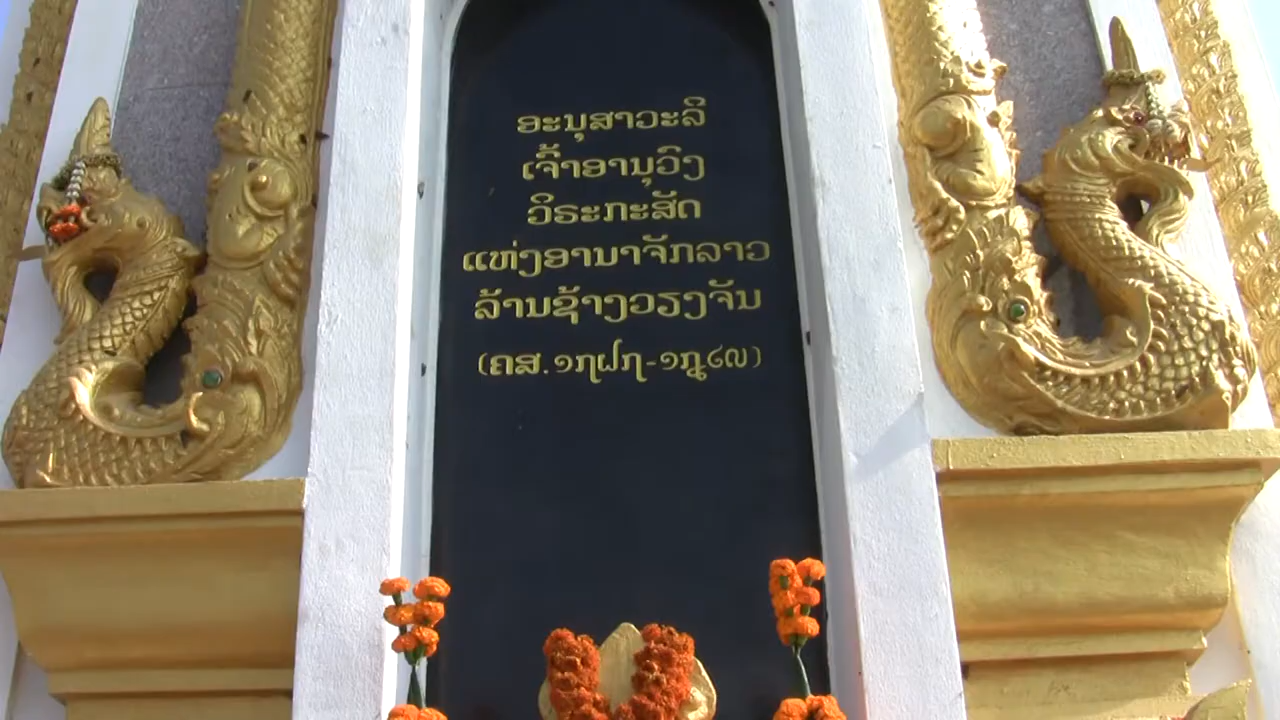 ອະນຸສາວະລີ
ເຈົ້າອານຸວົງ
ວິຣະກະສັດ
ແຫ່ງອານາຈັກລາວ
ລ້ານຊ້າງວຽງຈັນ
(ຄສ. ໑໗໖໗-໑໘໒໙)